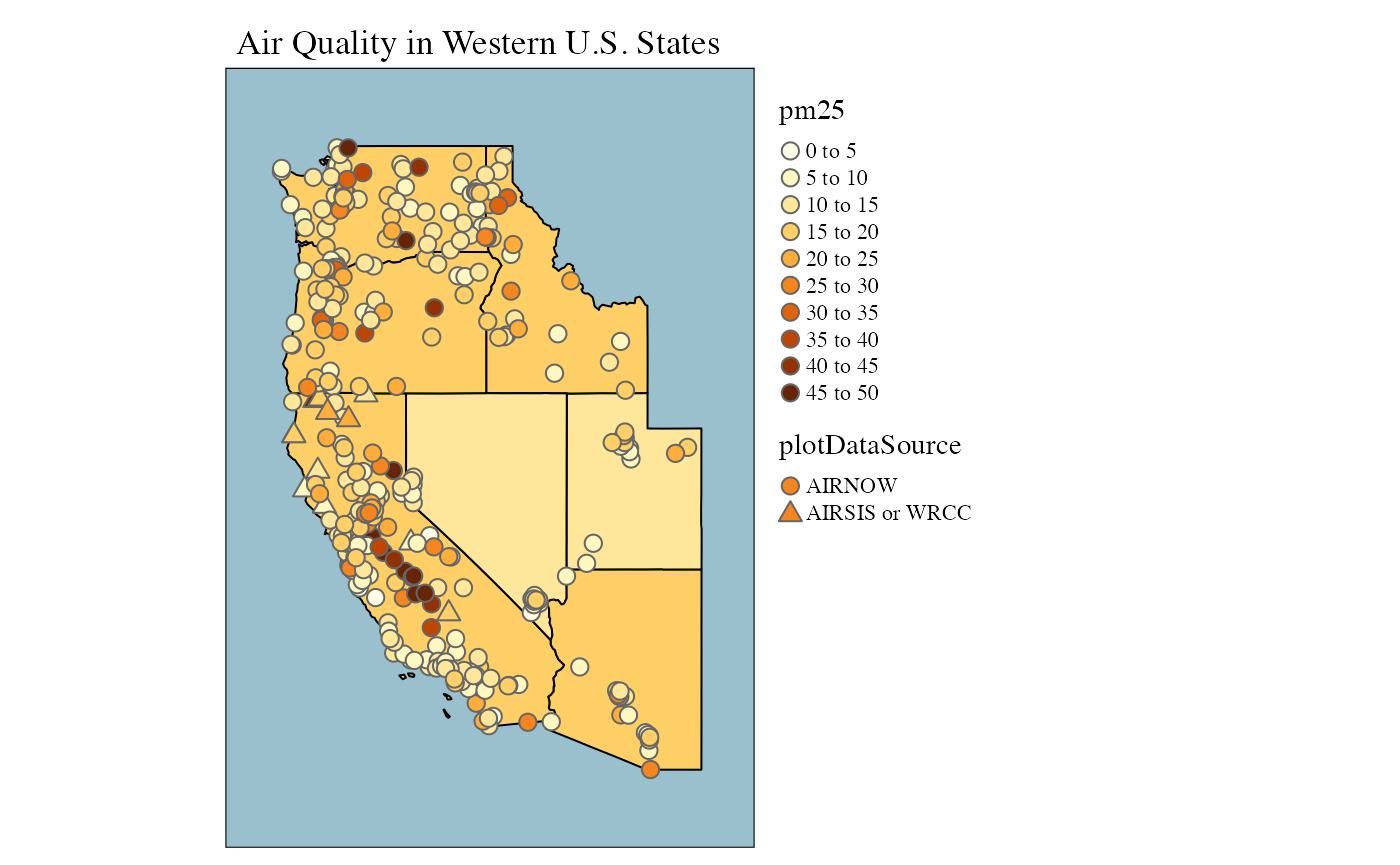 Air Quality in Western U.S. States
pm25
0 to 5
5 to 10
10 to 15
15 to 20
20 to 25
25 to 30
30 to 35
35 to 40
40 to 45
45 to 50
plotDataSource
AIRNOW
AIRSIS or WRCC